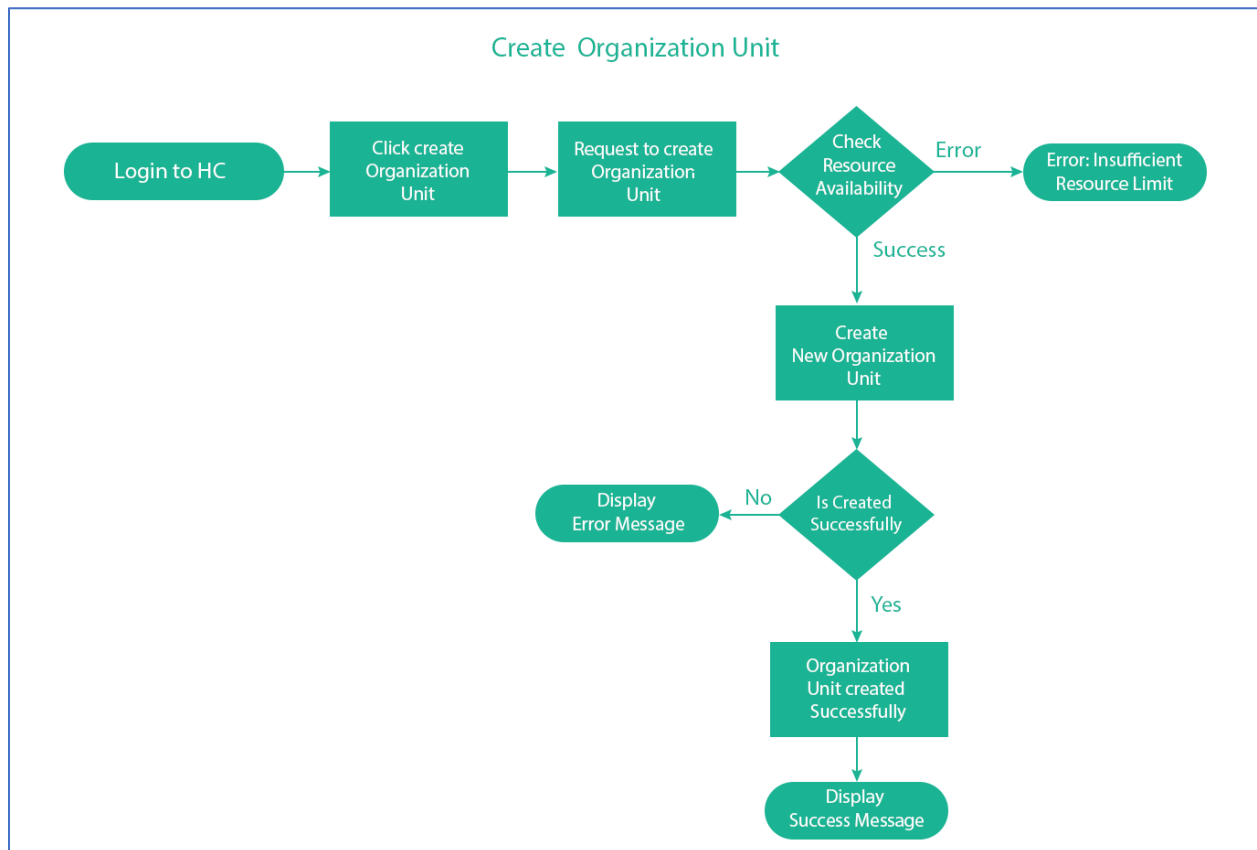 Create Organization Unit
Login to HC
Click create
Organization
Unit
Request to create
Organization
Unit
Check
Resource
Availability
Error
Error: Insufficient
Resource Limit
Success
Create
New Organization
Unit
Is Created
Successfully
No
Display
Error Message
Yes
Organization
Unit created
Successfully
Display
Success Message